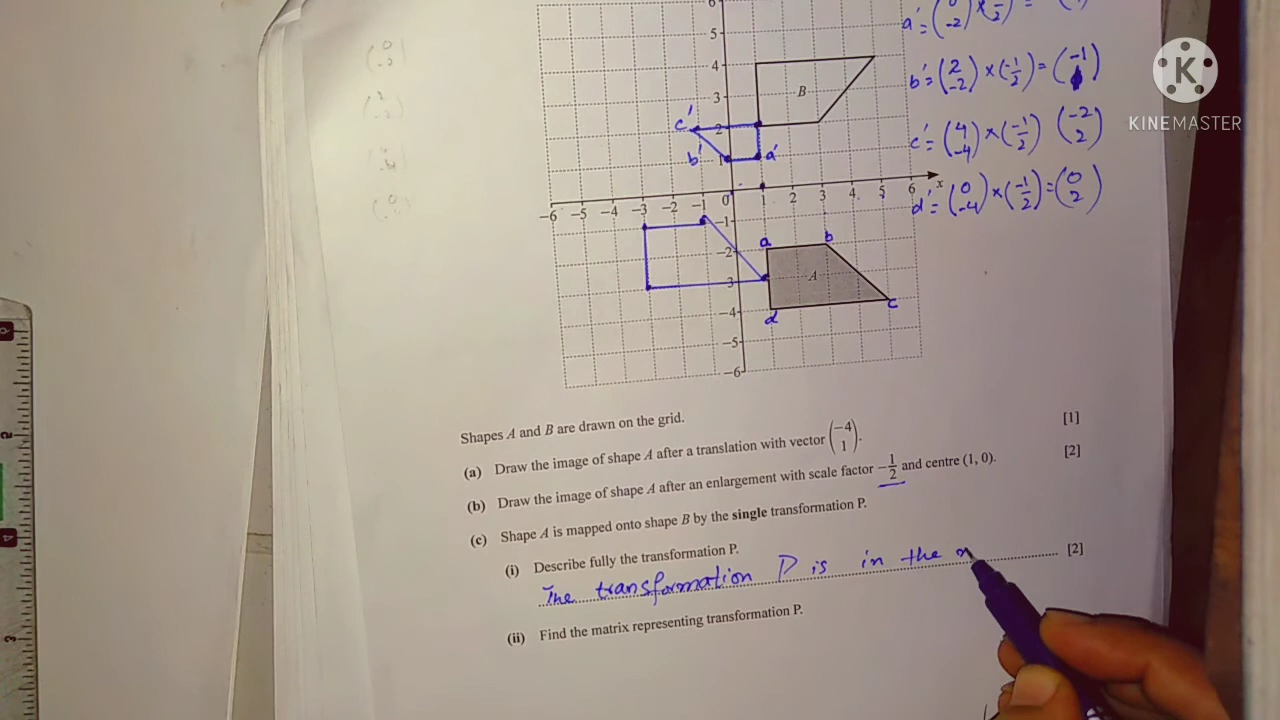 6
5
4
3
2
1
B
c'
b'
a'
a' = (0 -2) ×
b' = (2 -2) × (-1/2) = (-1 1)
c' = (4 -4) × (-1/2) (-2 2)
d' = (0 -4) × (-1/2) = (0 2)
K
KINEMASTER
-6 -5 -4 -3 -2 -1 0 1 2 3 4 5 6 x
-1
-2
3
-4
-5
-6
a
b
A
c
d
Shapes A and B are drawn on the grid.
(a) Draw the image of shape A after a translation with vector (-4 1). [1]
(b) Draw the image of shape A after an enlargement with scale factor -1/2 and centre (1, 0). [2]
(c) Shape A is mapped onto shape B by the single transformation P.
(i) Describe fully the transformation P.
The transformation P is in the [2]
(ii) Find the matrix representing transformation P.
0
2
4
3